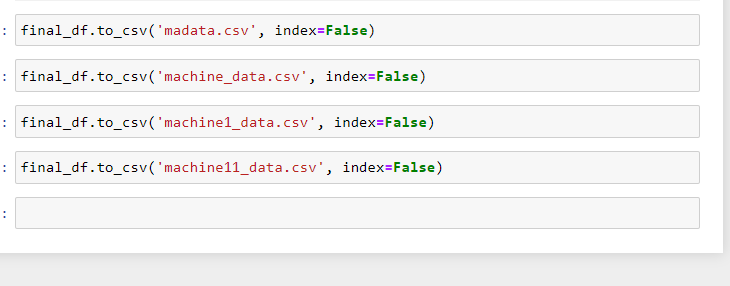 : final_df.to_csv('madata.csv', index=False)
: final_df.to_csv('machine_data.csv', index=False)
: final_df.to_csv('machine1_data.csv', index=False)
: final_df.to_csv('machine11_data.csv', index=False)
: